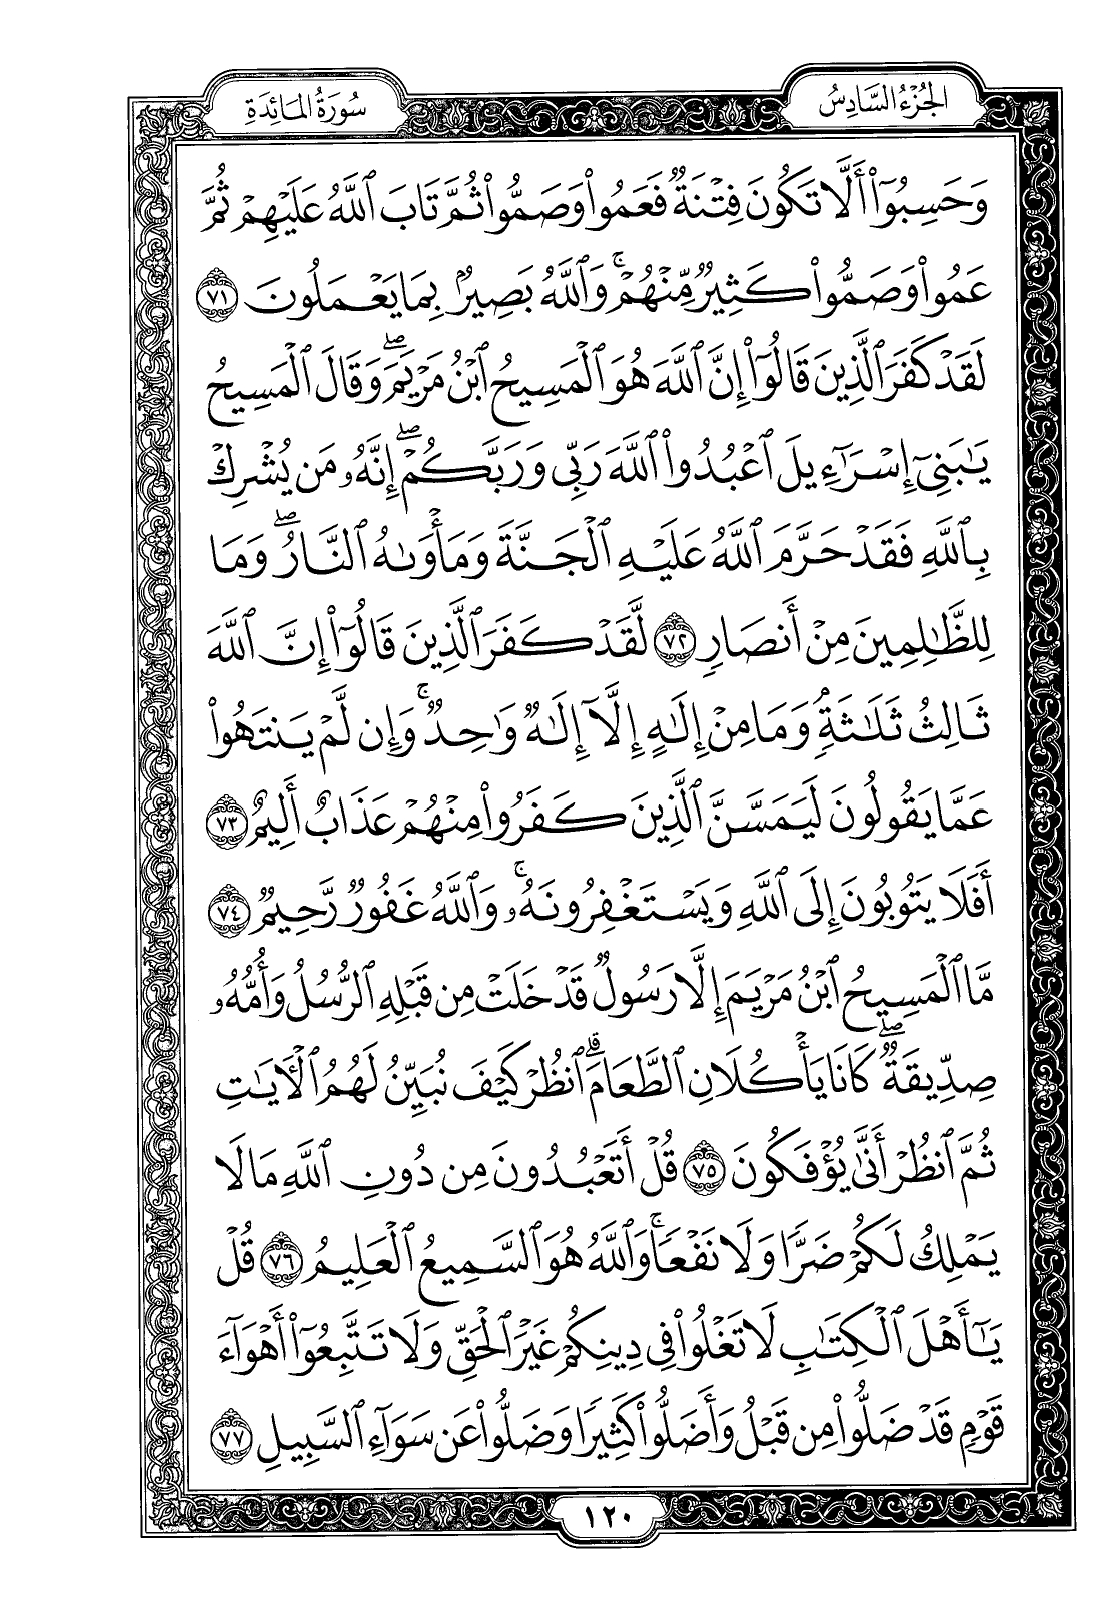 الجُزْءُ السَّادِسُ
سُورَةُ المَائِدَةِ
وَحَسِبُوٓا۟ أَلَّا تَكُونَ فِتْنَةٌ فَعَمُوا۟ وَصَمُّوا۟ ثُمَّ تَابَ ٱللَّهُ عَلَيْهِمْ ثُمَّ
عَمُوا۟ وَصَمُّوا۟ كَثِيرٌ مِّنْهُمْ ۚ وَٱللَّهُ بَصِيرٌۢ بِمَا يَعْمَلُونَ ٧١
لَقَدْ كَفَرَ ٱلَّذِينَ قَالُوٓا۟ إِنَّ ٱللَّهَ هُوَ ٱلْمَسِيحُ ٱبْنُ مَرْيَمَ ۖ وَقَالَ ٱلْمَسِيحُ
يَـٰبَنِىٓ إِسْرَٰٓءِيلَ ٱعْبُدُوا۟ ٱللَّهَ رَبِّى وَرَبَّكُمْ ۖ إِنَّهُۥ مَن يُشْرِكْ
بِٱللَّهِ فَقَدْ حَرَّمَ ٱللَّهُ عَلَيْهِ ٱلْجَنَّةَ وَمَأْوَىٰهُ ٱلنَّارُ ۖ وَمَا
لِلظَّـٰلِمِينَ مِنْ أَنصَارٍ ٧٢ لَّقَدْ كَفَرَ ٱلَّذِينَ قَالُوٓا۟ إِنَّ ٱللَّهَ
ثَالِثُ ثَلَـٰثَةٍۘ وَمَا مِنْ إِلَـٰهٍ إِلَّآ إِلَـٰهٌ وَٰحِدٌ ۚ وَإِن لَّمْ يَنتَهُوا۟
عَمَّا يَقُولُونَ لَيَمَسَّنَّ ٱلَّذِينَ كَفَرُوا۟ مِنْهُمْ عَذَابٌ أَلِيمٌ ٧٣
أَفَلَا يَتُوبُونَ إِلَى ٱللَّهِ وَيَسْتَغْفِرُونَهُۥ ۚ وَٱللَّهُ غَفُورٌ رَّحِيمٌ ٧٤
مَّا ٱلْمَسِيحُ ٱبْنُ مَرْيَمَ إِلَّا رَسُولٌ قَدْ خَلَتْ مِن قَبْلِهِ ٱلرُّسُلُ وَأُمُّهُۥ
صِدِّيقَةٌ ۖ كَانَا يَأْكُلَانِ ٱلطَّعَامَ ۗ ٱنظُرْ كَيْفَ نُبَيِّنُ لَهُمُ ٱلْـَٔايَـٰتِ
ثُمَّ ٱنظُرْ أَنَّىٰ يُؤْفَكُونَ ٧٥ قُلْ أَتَعْبُدُونَ مِن دُونِ ٱللَّهِ مَا لَا
يَمْلِكُ لَكُمْ ضَرًّا وَلَا نَفْعًا ۚ وَٱللَّهُ هُوَ ٱلسَّمِيعُ ٱلْعَلِيمُ ٧٦ قُلْ
يَـٰٓأَهْلَ ٱلْكِتَـٰبِ لَا تَغْلُوا۟ فِى دِينِكُمْ غَيْرَ ٱلْحَقِّ وَلَا تَتَّبِعُوٓا۟ أَهْوَآءَ
قَوْمٍ قَدْ ضَلُّوا۟ مِن قَبْلُ وَأَضَلُّوا۟ كَثِيرًا وَضَلُّوا۟ عَن سَوَآءِ ٱلسَّبِيلِ ٧٧
١٢٠